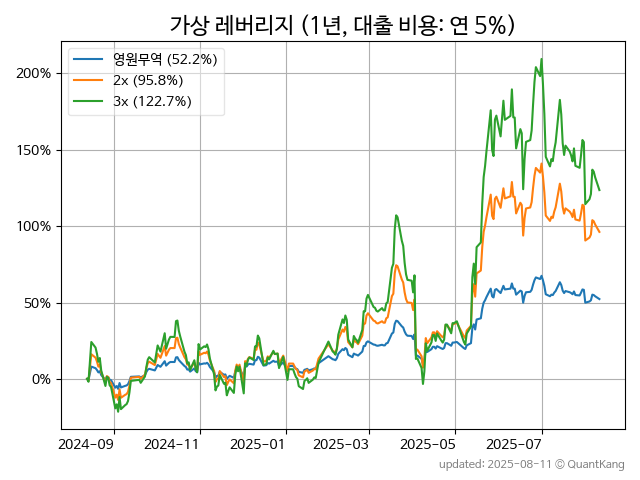 가상 레버리지 (1년, 대출 비용: 연 5%)
영원무역 (52.2%)
2x (95.8%)
3x (122.7%)
200%
150%
100%
50%
0%
2024-09
2024-11
2025-01
2025-03
2025-05
2025-07
updated: 2025-08-11 © QuantKang